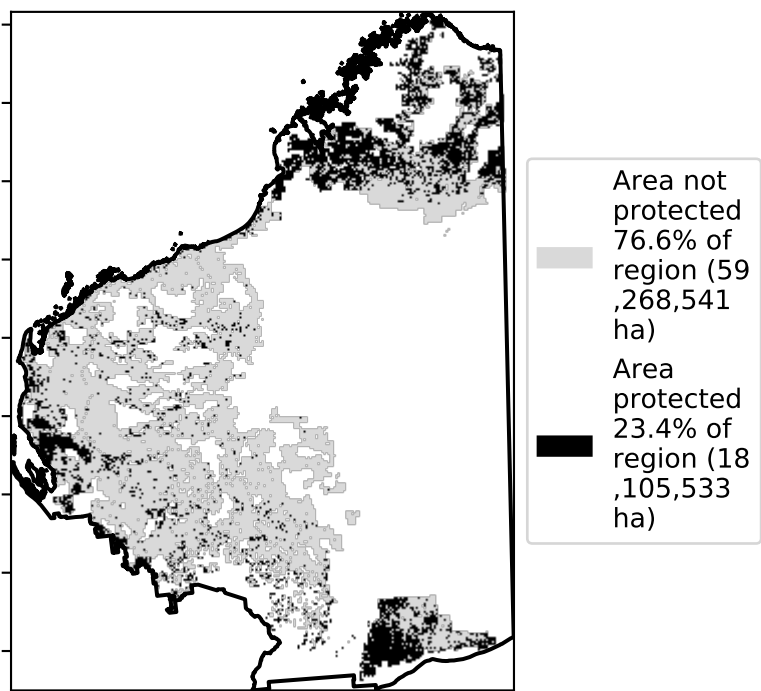 Area not
protected
76.6% of
region (59
,268,541
ha)
Area
protected
23.4% of
region (18
,105,533
ha)